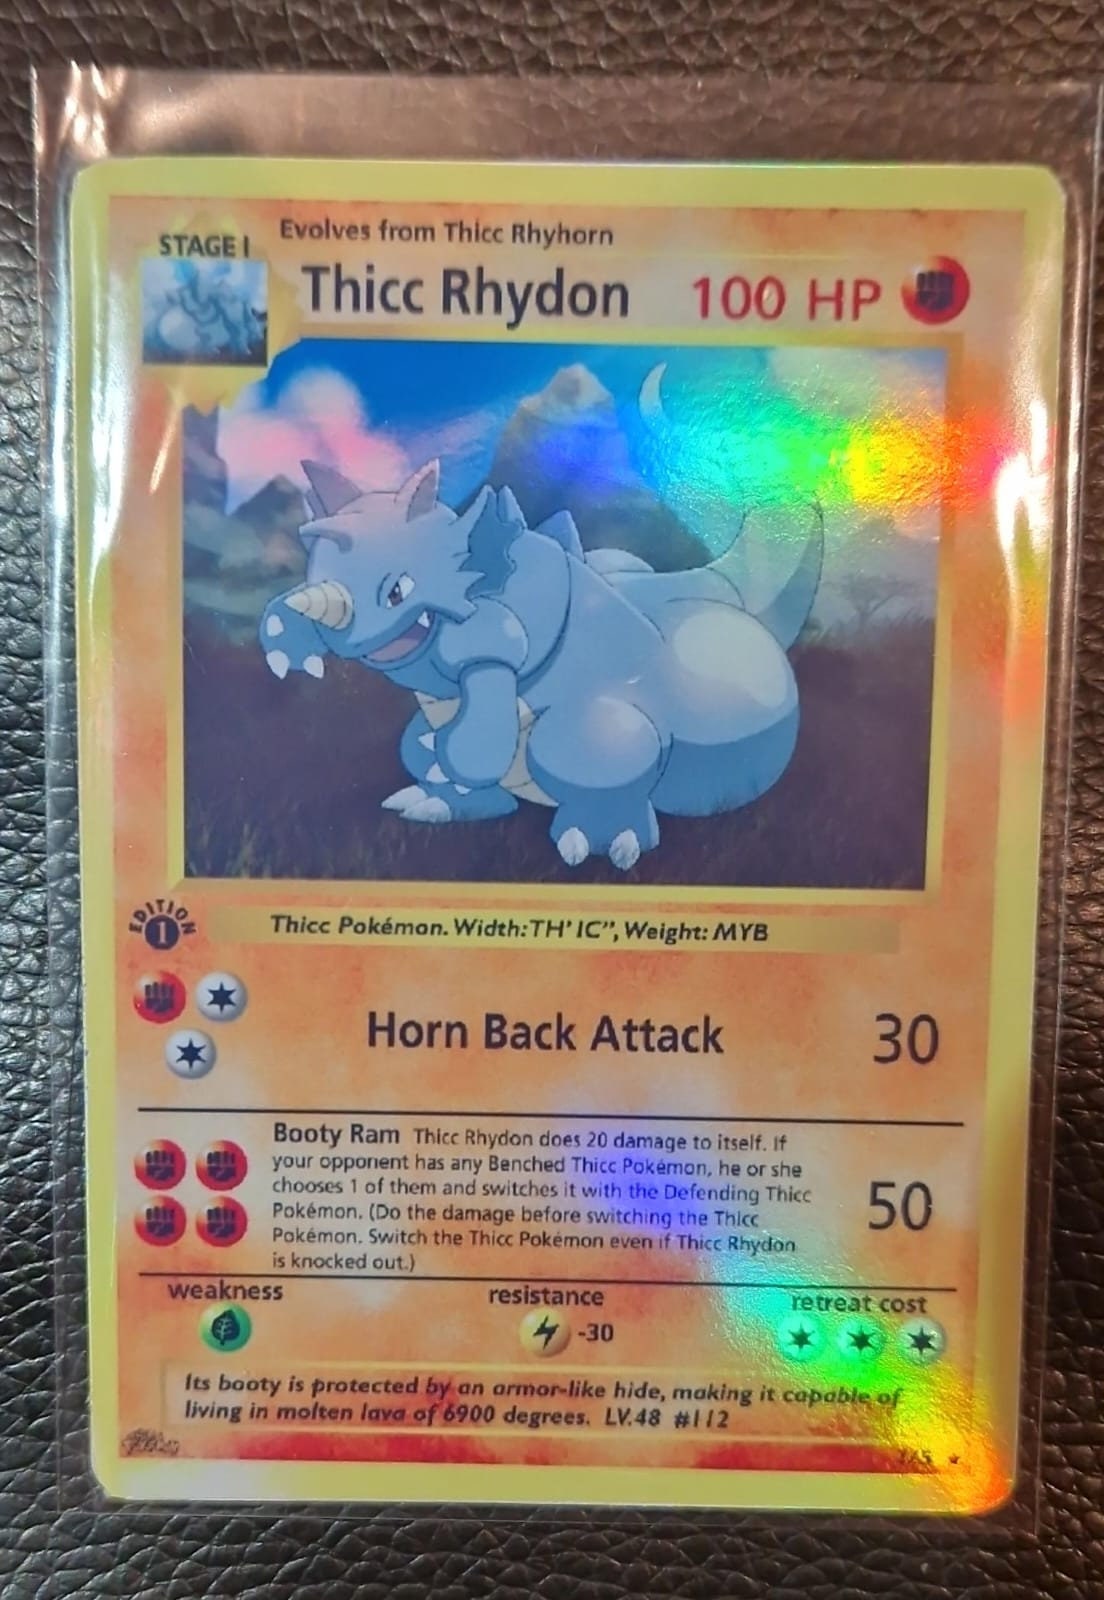 Evolves from Thicc Rhyhorn
STAGE 1
Thicc Rhydon 100 HP
EDITION
1
Thicc Pokémon. Width:TH' IC”, Weight: MYB
Horn Back Attack 30
Booty Ram Thicc Rhydon does 20 damage to itself. If
your opponent has any Benched Thicc Pokémon, he or she
chooses 1 of them and switches it with the Defending Thicc
Pokémon. (Do the damage before switching the Thicc
Pokémon. Switch the Thicc Pokémon even if Thicc Rhydon
is knocked out.)
50
weakness resistance retreat cost
-30
Its booty is protected by an armor-like hide, making it capable of
living in molten lava of 6900 degrees. LV.48 #112